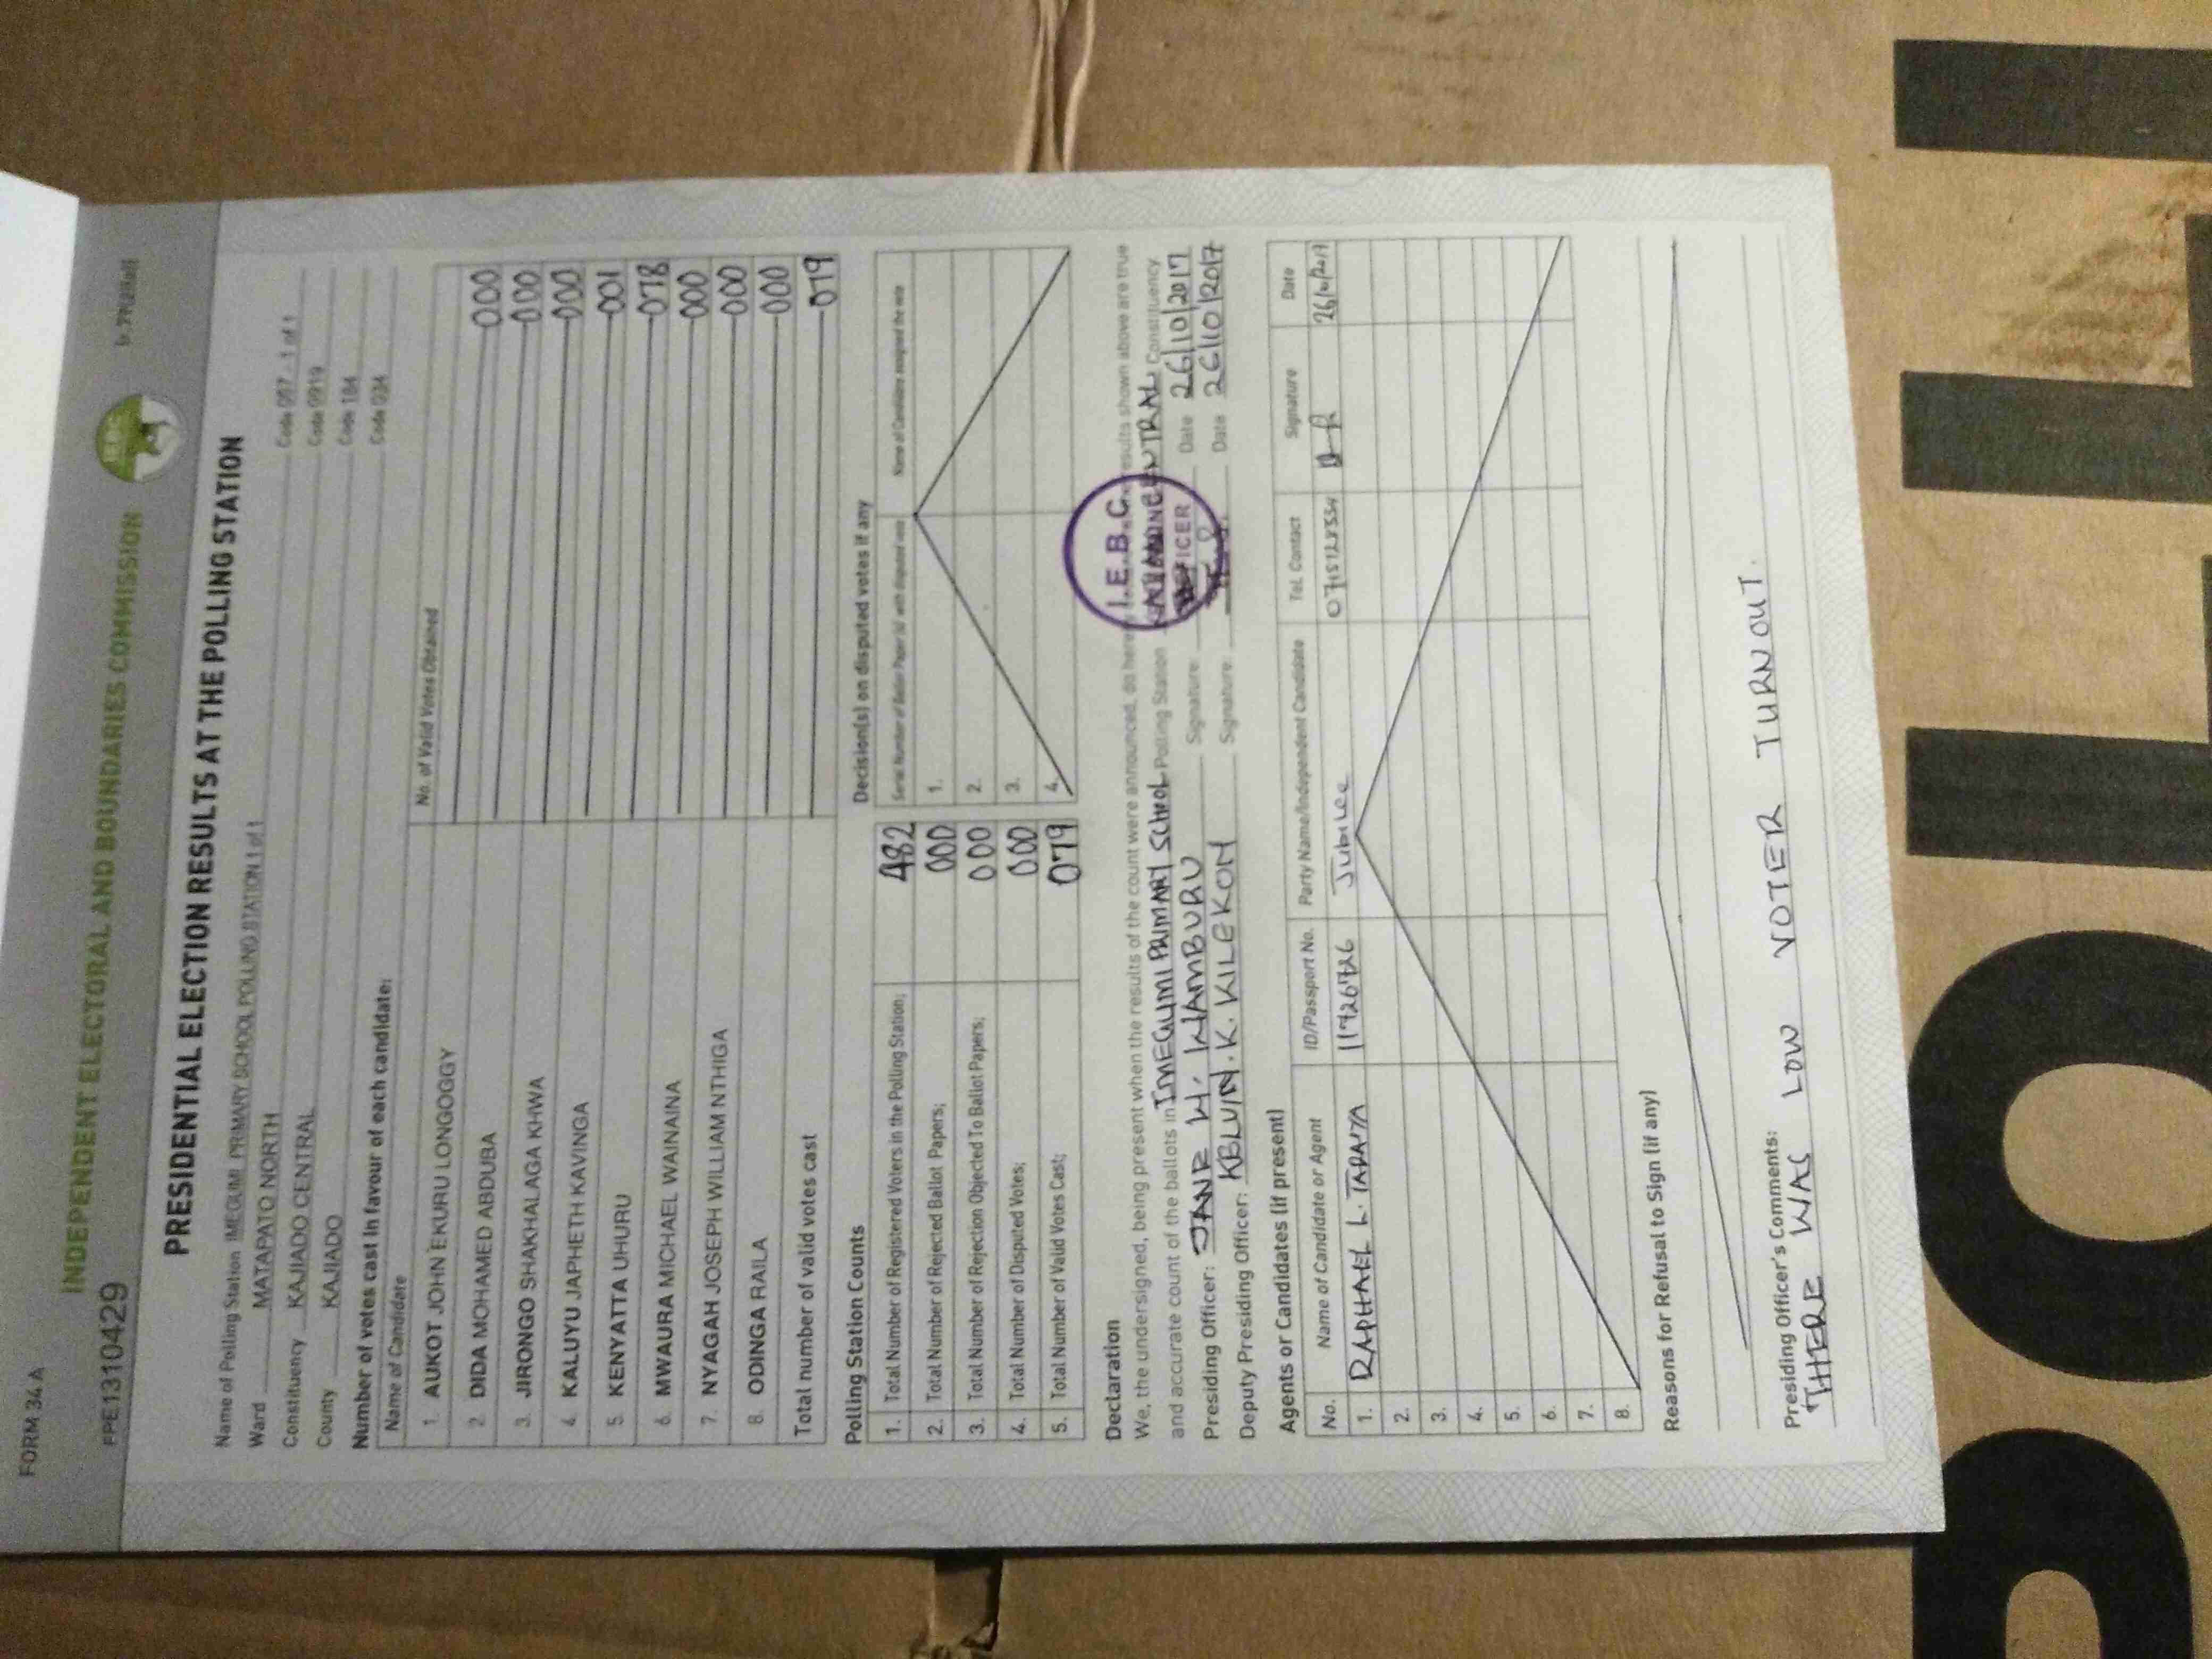 FORM 34 A
INDEPENDENT ELECTORAL AND BOUNDARIES COMMISSION
PPE1310429
PRESIDENTIAL ELECTION RESULTS AT THE POLLING STATION
Name of Polling Station IMEGUMI PRIMARY SCHOOL POLLING STATION 1 of 1 Code 057 - 1 of 1
Ward MATAPATO NORTH Code 0919
Constituency KAJIADO CENTRAL Code 184
County KAJIADO Code 034
Number of votes cast in favour of each candidate:
Name of Candidate No. of Valid Votes Obtained
1. AUKOT JOHN EKURU LONGOGGY 000
2 DIDA MOHAMED ABDUBA 000
3. JIRONGO SHAKHALAGA KHWA 000
4. KALUYU JAPHETH KAVINGA 001
5. KENYATTA UHURU 078
6. MWAURA MICHAEL WAINAINA 000
7. NYAGAH JOSEPH WILLIAM NTHIGA 000
8. ODINGA RAILA 000
Total number of valid votes cast 079
Polling Station Counts Decision(s) on disputed votes if any
Serial Number of Ballot Paper(s) with disputed vote Name of Candidate assigned the vote
1. Total Number of Registered Voters in the Polling Station; 482 1.
2. Total Number of Rejected Ballot Papers; 000 2.
3. Total Number of Rejection Objected To Ballot Papers; 000 3.
4. Total Number of Disputed Votes; 000 4.
5. Total Number of Valid Votes Cast; 079
Declaration
We, the undersigned, being present when the results of the count were announced, do hereby results shown above are true
and accurate count of the ballots in IMEGUMI PRIMARY SCHOOL Polling Station KAJIADO CENTRAL Constituency
I.E.B.C.
OFFICER
Presiding Officer: JANE W. WAMBURU Signature: Date 26/10/2017
Deputy Presiding Officer: KELVIN. K. KILEKOH Signature: Date 26/10/2017
Agents or Candidates (if present)
No. Name of Candidate or Agent ID/Passport No. Party Name/Independent Candidate Tel. Contact Signature Date
1. RAPHAEL L. Jubilee 26/10/2017
2.
3.
4.
5.
6.
7.
8.
Reasons for Refusal to Sign (if any)
Presiding Officer's Comments:
THERE WAS LOW VOTER TURNOUT.